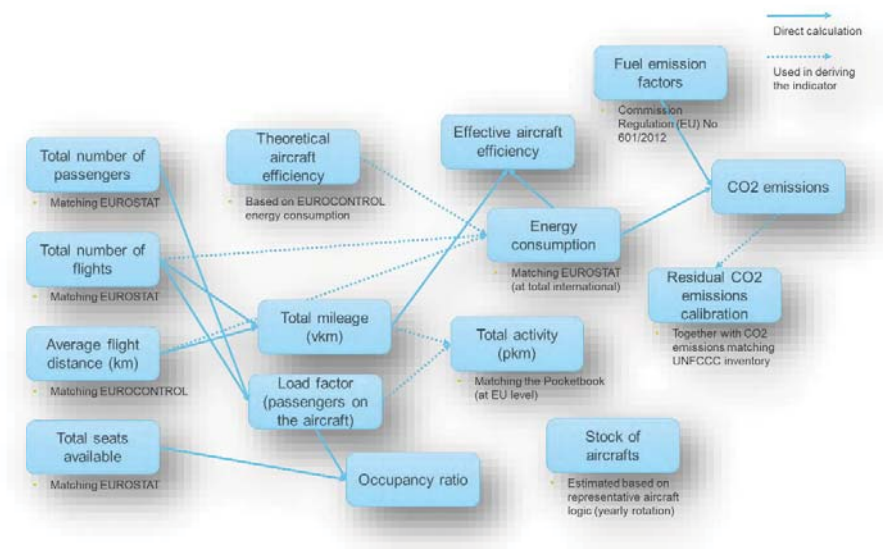 Direct calculation
Used in deriving
the indicator
Fuel emission
factors
Commission
Regulation (EU) No
601/2012
Total number of
passengers
Matching EUROSTAT
Theoretical
aircraft
efficiency
Based on EUROCONTROL
energy consumption
Effective aircraft
efficiency
CO2 emissions
Total number of
flights
Matching EUROSTAT
Energy
consumption
Matching EUROSTAT
(at total international)
Residual CO2
emissions
calibration
Together with CO2
emissions matching
UNFCCC inventory
Average flight
distance (km)
Matching EUROCONTROL
Total mileage
(vkm)
Total activity
(pkm)
Matching the Pocketbook
(at EU level)
Load factor
(passengers on
the aircraft)
Total seats
available
Matching EUROSTAT
Occupancy ratio
Stock of
aircrafts
Estimated based on
representative aircraft
logic (yearly rotation)